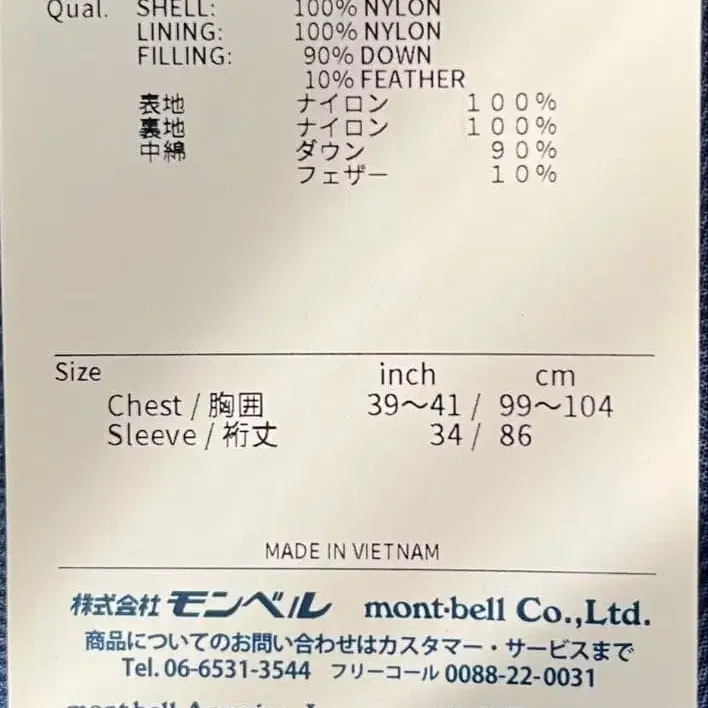 Qual. SHELL: 100% NYLON
LINING: 100% NYLON
FILLING: 90% DOWN
10% FEATHER
表地 ナイロン 100%
裏地 ナイロン 100%
中綿 ダウン 90%
フェザー 10%
Size inch cm
Chest / 胸囲 39〜41 / 99〜104
Sleeve / 裄丈 34 / 86
MADE IN VIETNAM
株式会社 モンベル mont-bell Co.,Ltd.
商品についてのお問い合わせはカスタマー・サービスまで
Tel. 06-6531-3544 フリーコール 0088-22-0031
mont-bell